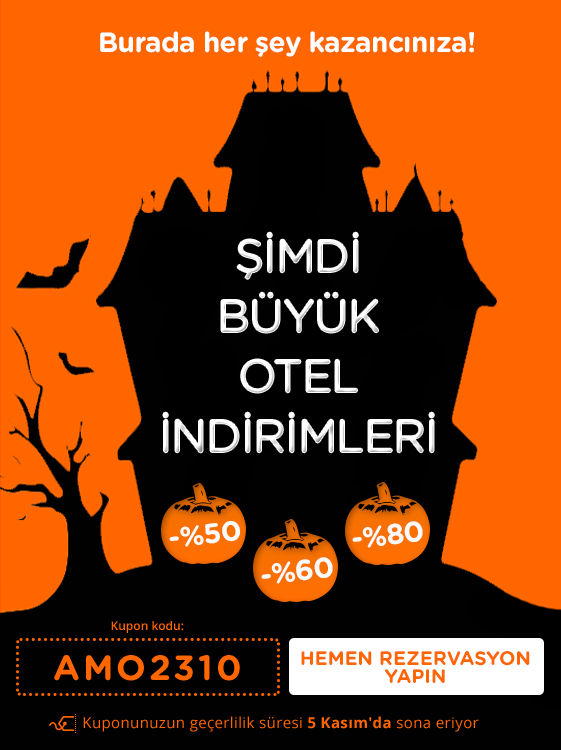 Burada her şey kazancınıza!
ŞİMDİ
BÜYÜK
OTEL
İNDİRİMLERİ
-%50
-%60
-%80
Kupon kodu:
AMO2310
HEMEN REZERVASYON
YAPIN
Kuponunuzun geçerlilik süresi 5 Kasım'da sona eriyor